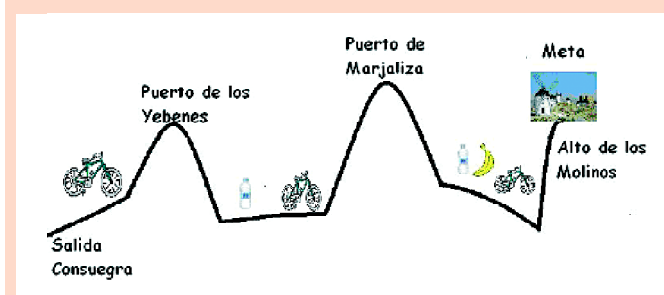 Puerto de los
Yebenes
Puerto de
Marjaliza
Meta
Alto de los
Molinos
Salida
Consuegra